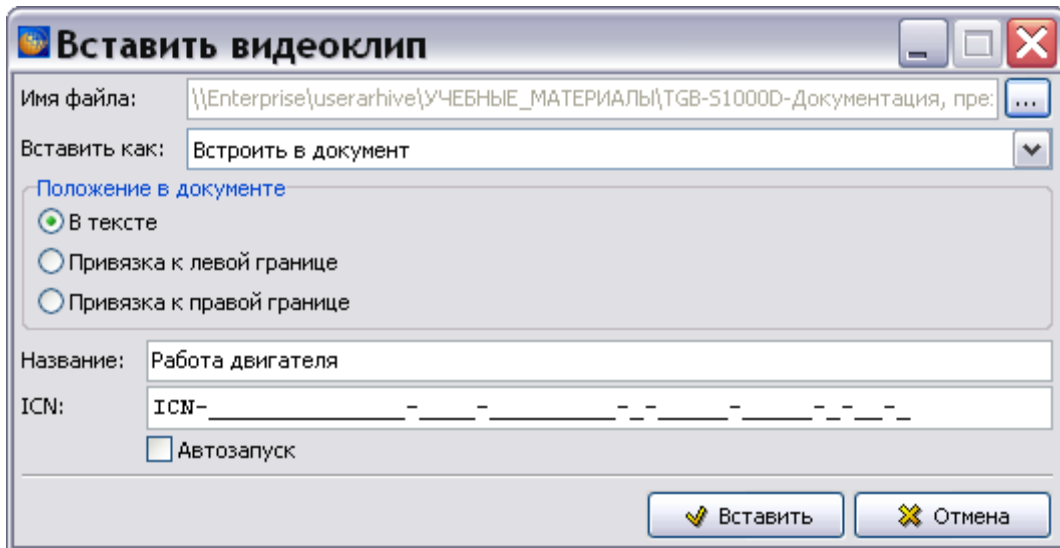 Вставить видеоклип
Имя файла: \\Enterprise\userarhive\УЧЕБНЫЕ_МАТЕРИАЛЫ\TGB-S1000D-Документация, през ...
Вставить как: Встроить в документ
Положение в документе
В тексте
Привязка к левой границе
Привязка к правой границе
Название: Работа двигателя
ICN: ICN-______________-____-_________-_-_____-_____-_-__-_
Автозапуск
Вставить Отмена